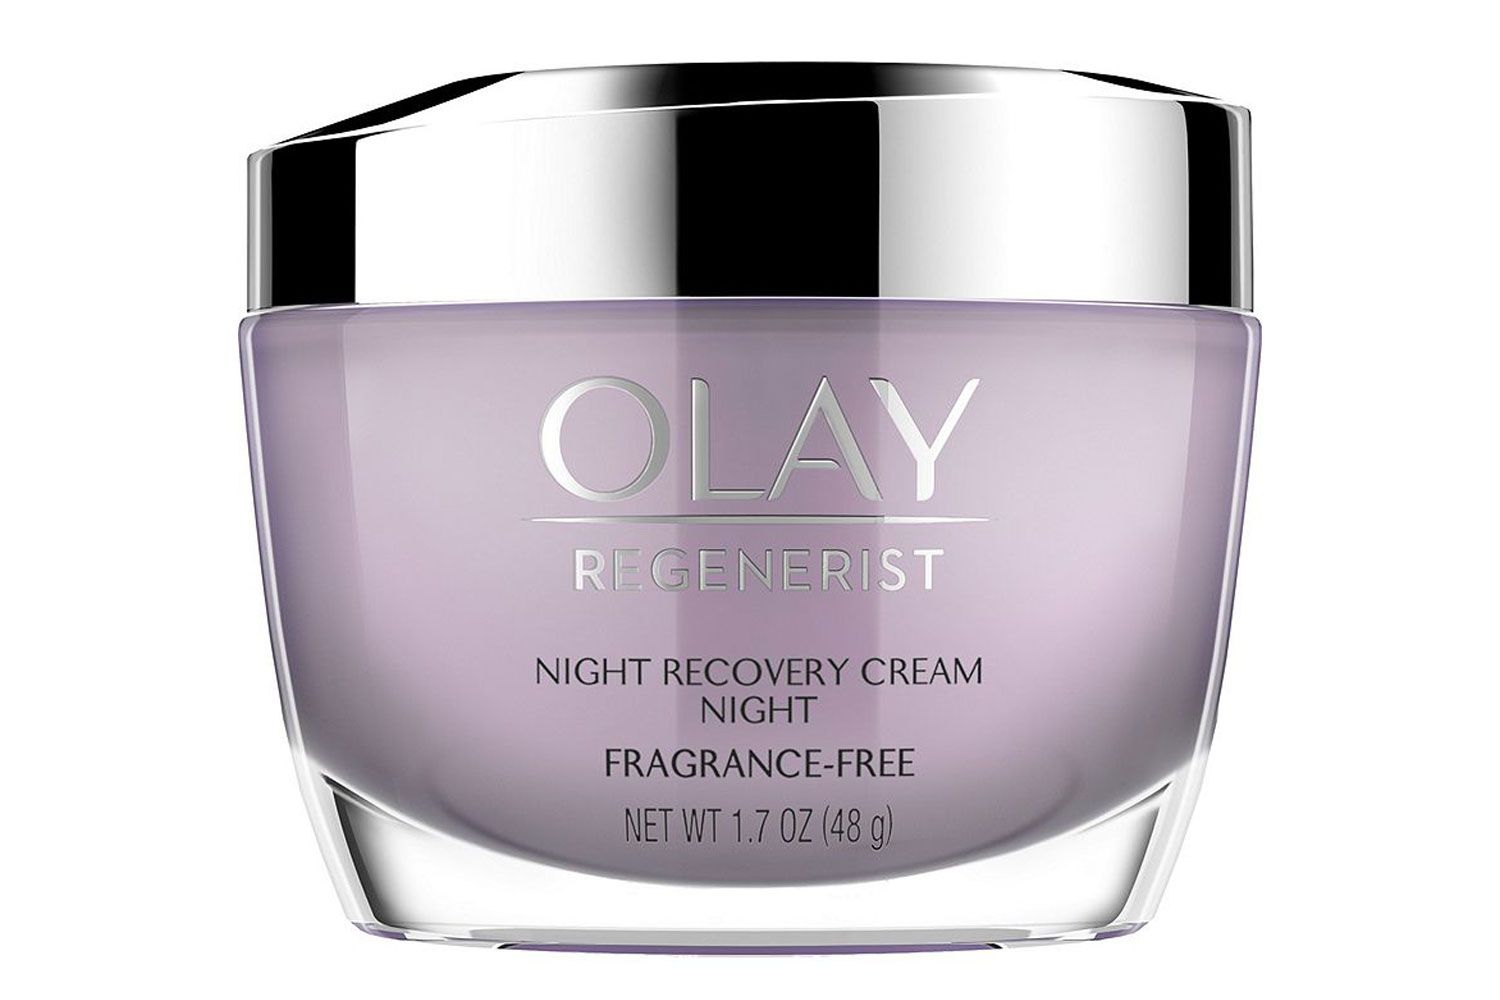 OLAY
REGENERIST
NIGHT RECOVERY CREAM
NIGHT
FRAGRANCE-FREE
NET WT 1.7 OZ (48 g)